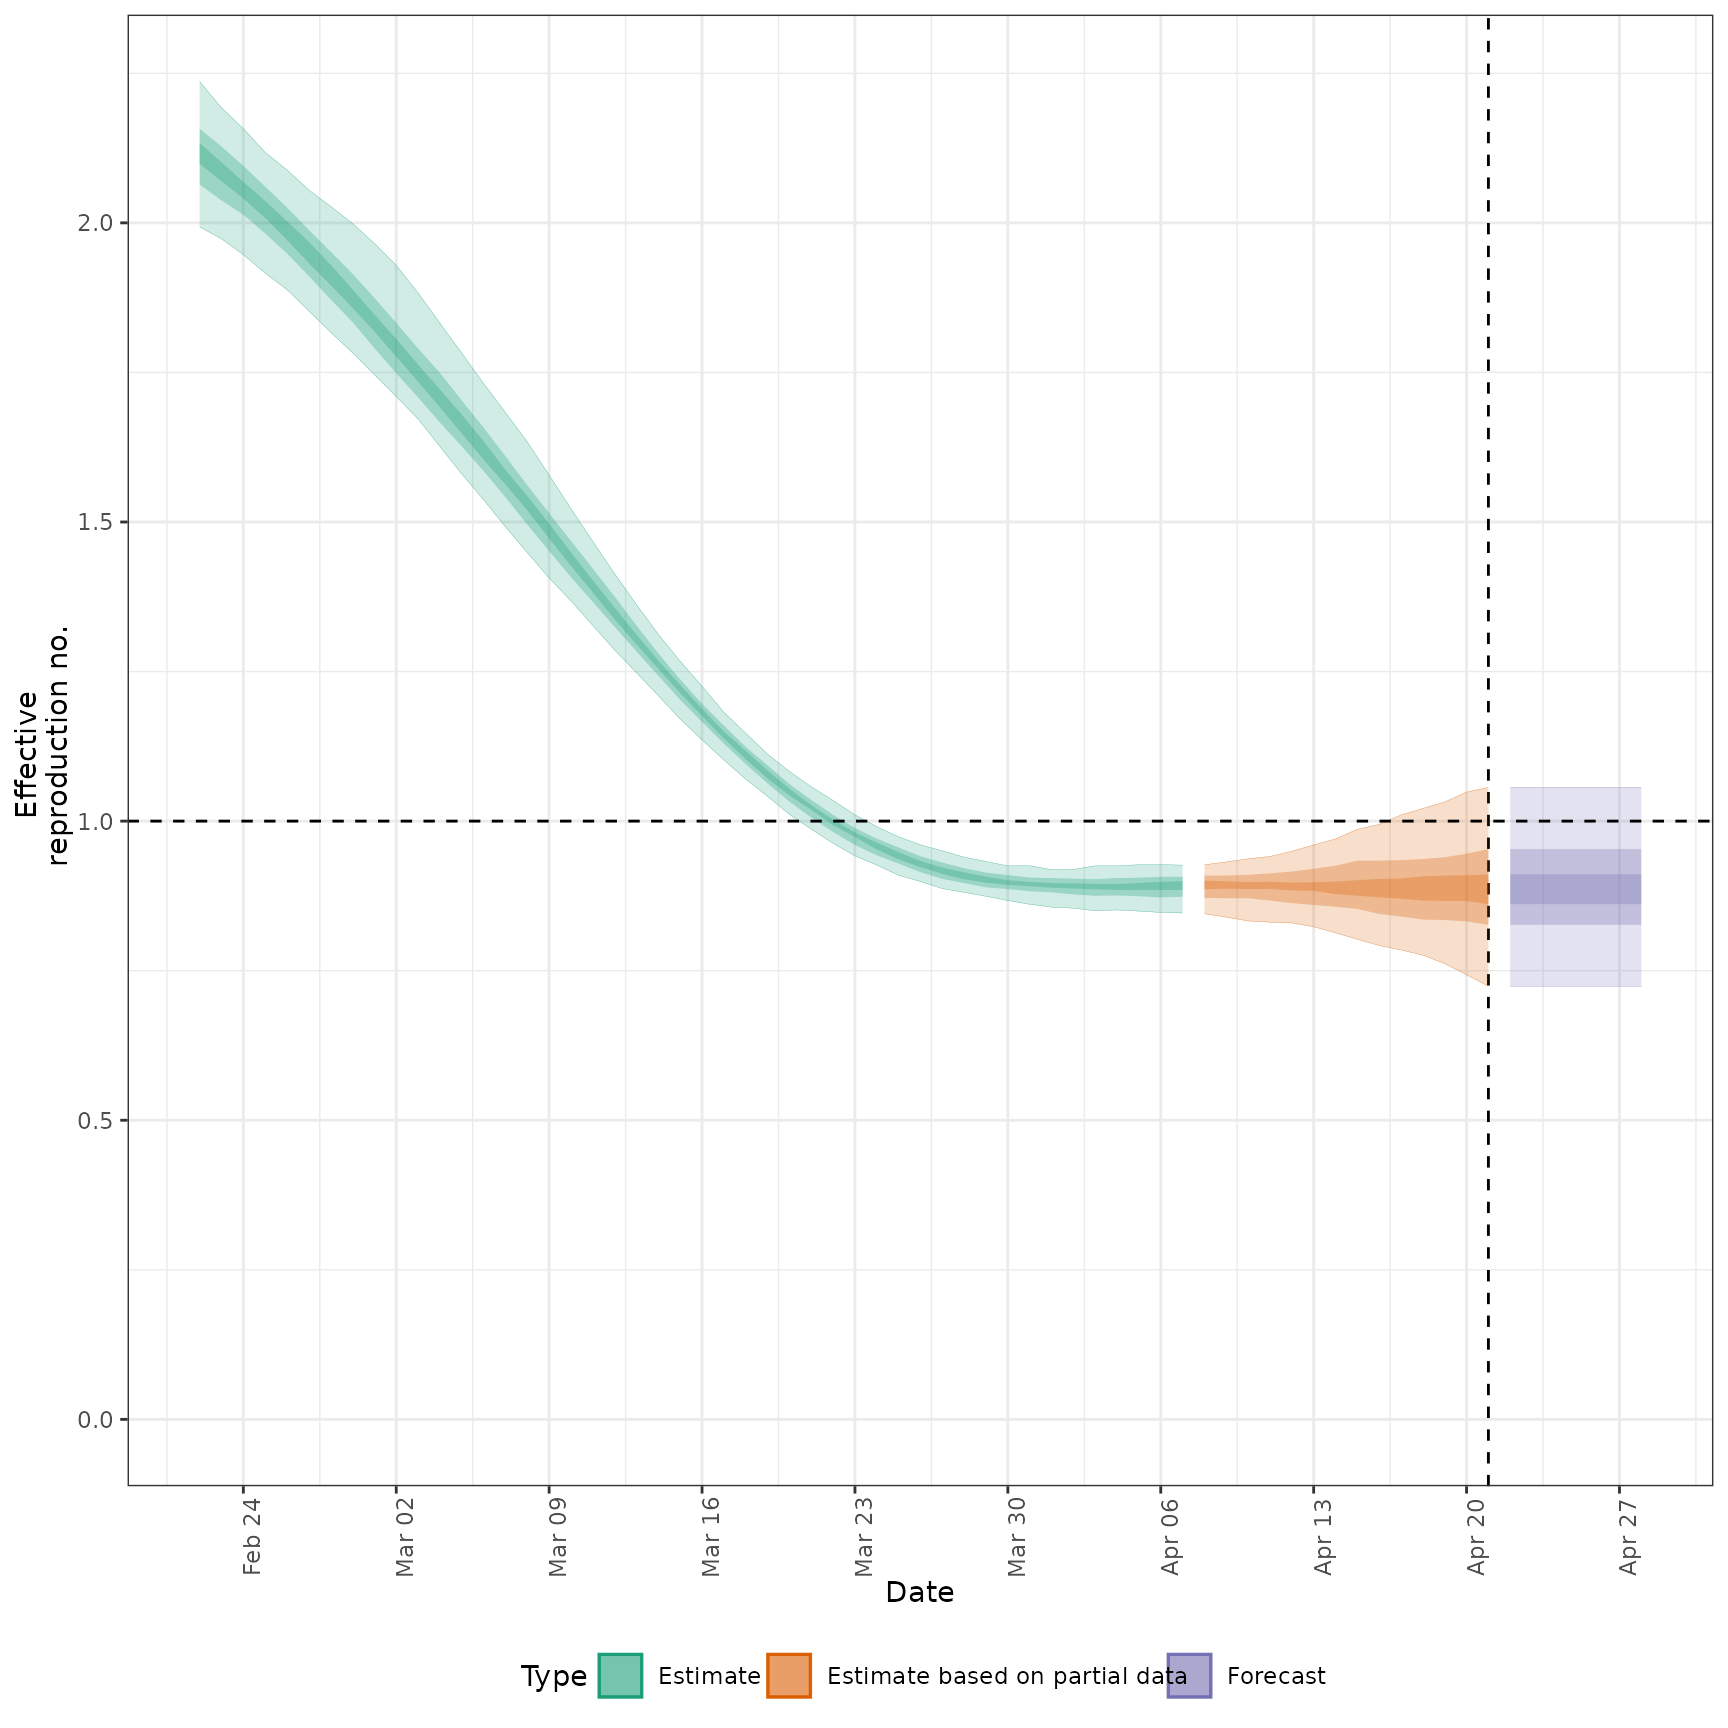 Effective
reproduction no.
2.0
1.5
1.0
0.5
0.0
Feb 24
Mar 02
Mar 09
Mar 16
Mar 23
Mar 30
Apr 06
Apr 13
Apr 20
Apr 27
Date
Type Estimate Estimate based on partial data Forecast